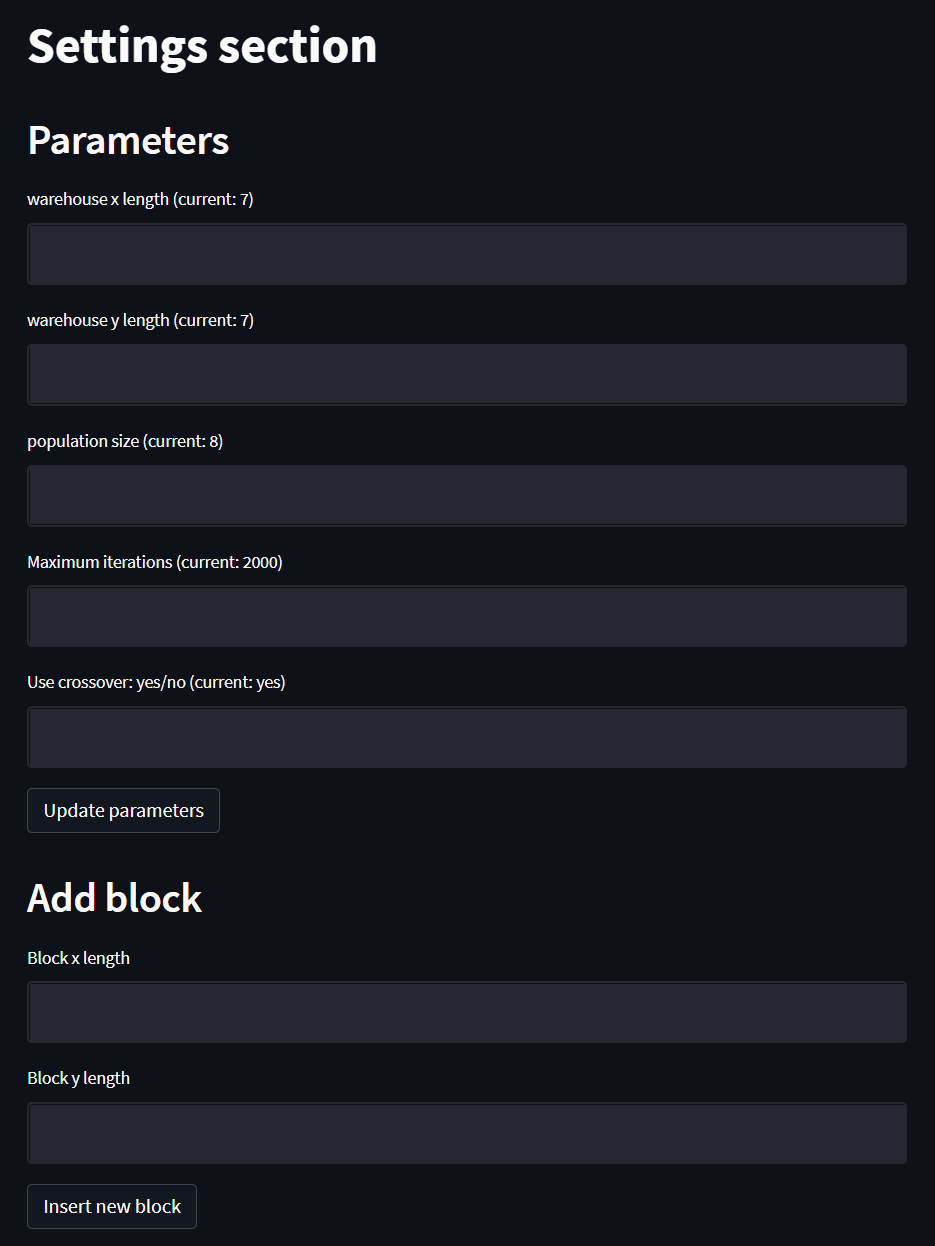 Settings section
Parameters
warehouse x length (current: 7)
warehouse y length (current: 7)
population size (current: 8)
Maximum iterations (current: 2000)
Use crossover: yes/no (current: yes)
Update parameters
Add block
Block x length
Block y length
Insert new block